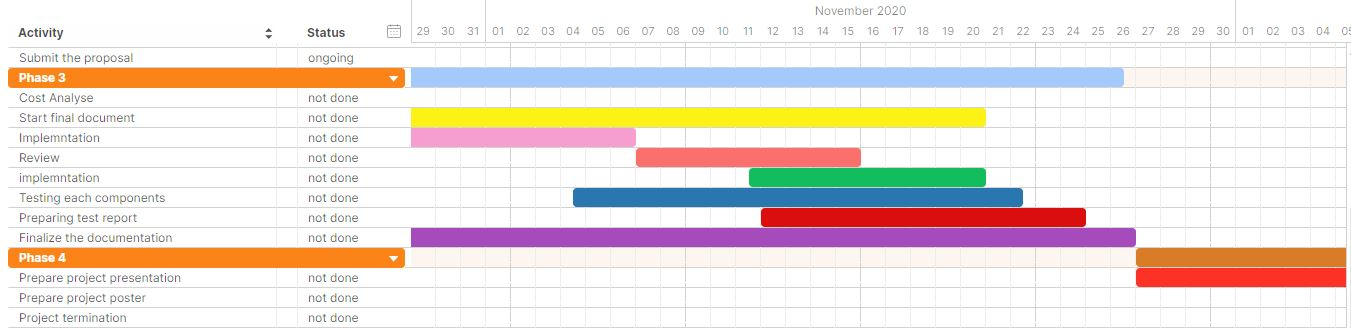 November 2020
Activity Status 29 30 31 01 02 03 04 05 06 07 08 09 10 11 12 13 14 15 16 17 18 19 20 21 22 23 24 25 26 27 28 29 30 01 02 03 04 05
Submit the proposal ongoing
Phase 3
Cost Analyse not done
Start final document not done
Implemntation not done
Review not done
implemntation not done
Testing each components not done
Preparing test report not done
Finalize the documentation not done
Phase 4
Prepare project presentation not done
Prepare project poster not done
Project termination not done